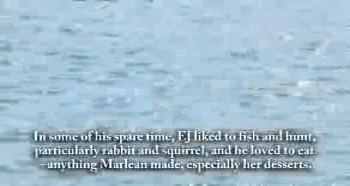 In some of his spare time, EJ liked to fish and hunt,
particularly rabbit and squirrel, and he loved to eat
—anything Marlean made, especially her desserts.